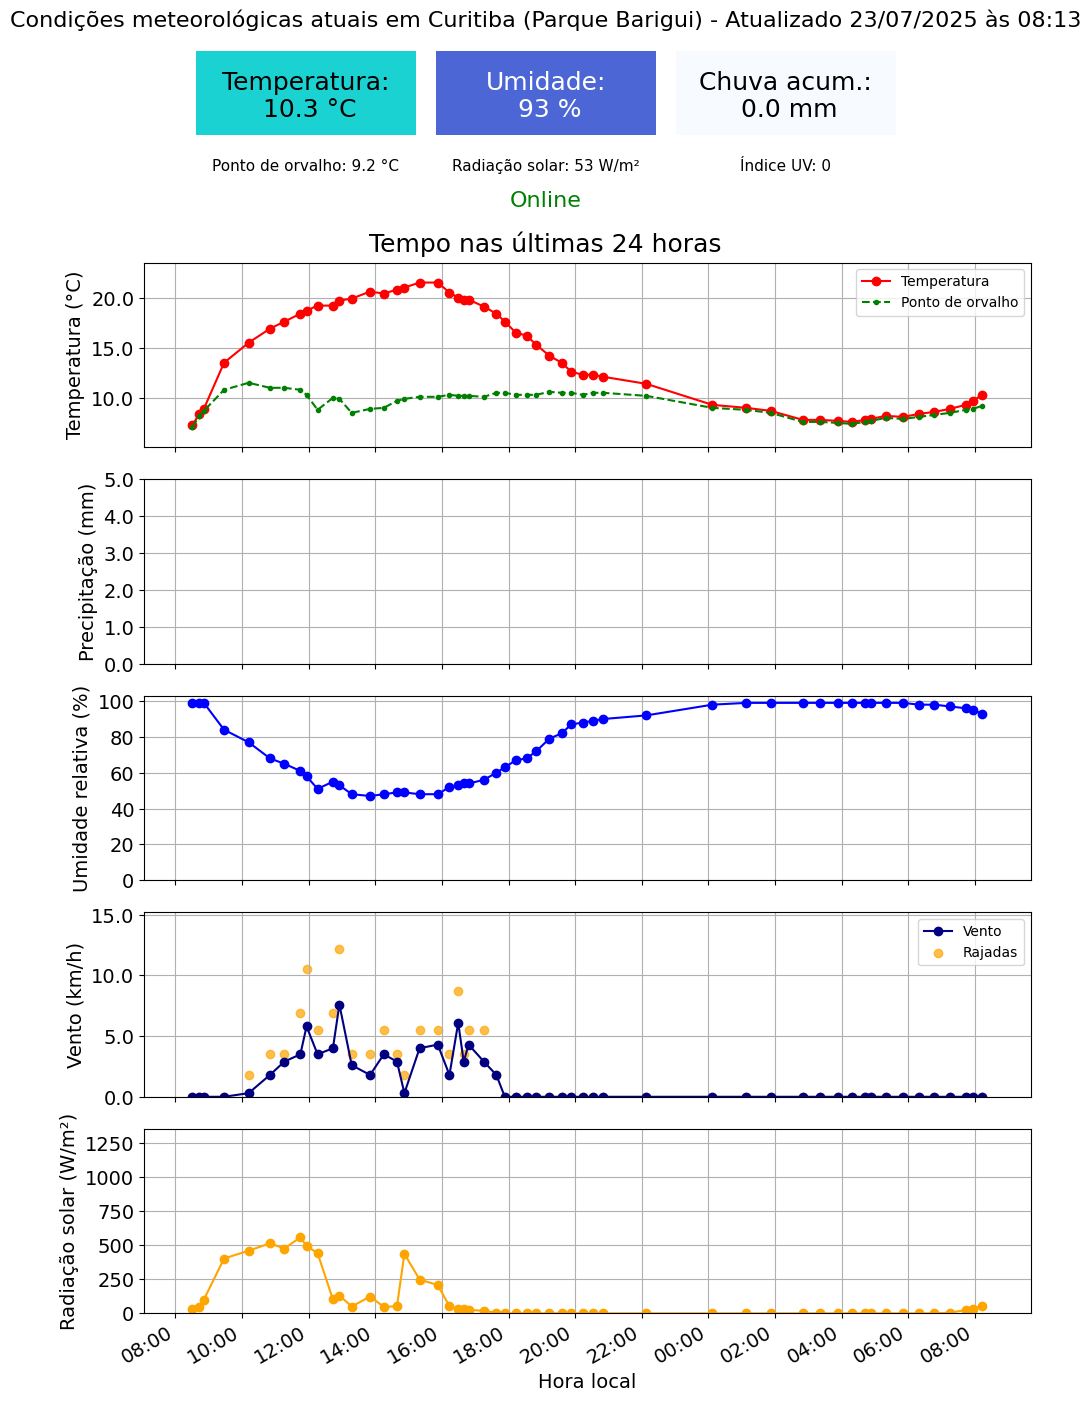 Condições meteorológicas atuais em Curitiba (Parque Barigui) - Atualizado 23/07/2025 às 08:13
Temperatura:
10.3 °C
Umidade:
93 %
Chuva acum.:
0.0 mm
Ponto de orvalho: 9.2 °C
Radiação solar: 53 W/m²
Índice UV: 0
Online
Tempo nas últimas 24 horas
Temperatura (°C)
20.0
15.0
10.0
Temperatura
Ponto de orvalho
Precipitação (mm)
5.0
4.0
3.0
2.0
1.0
0.0
Umidade relativa (%)
100
80
60
40
20
0
Vento (km/h)
15.0
10.0
5.0
0.0
Vento
Rajadas
Radiação solar (W/m²)
1250
1000
750
500
250
0
08:00
10:00
12:00
14:00
16:00
18:00
20:00
22:00
00:00
02:00
04:00
06:00
08:00
Hora local